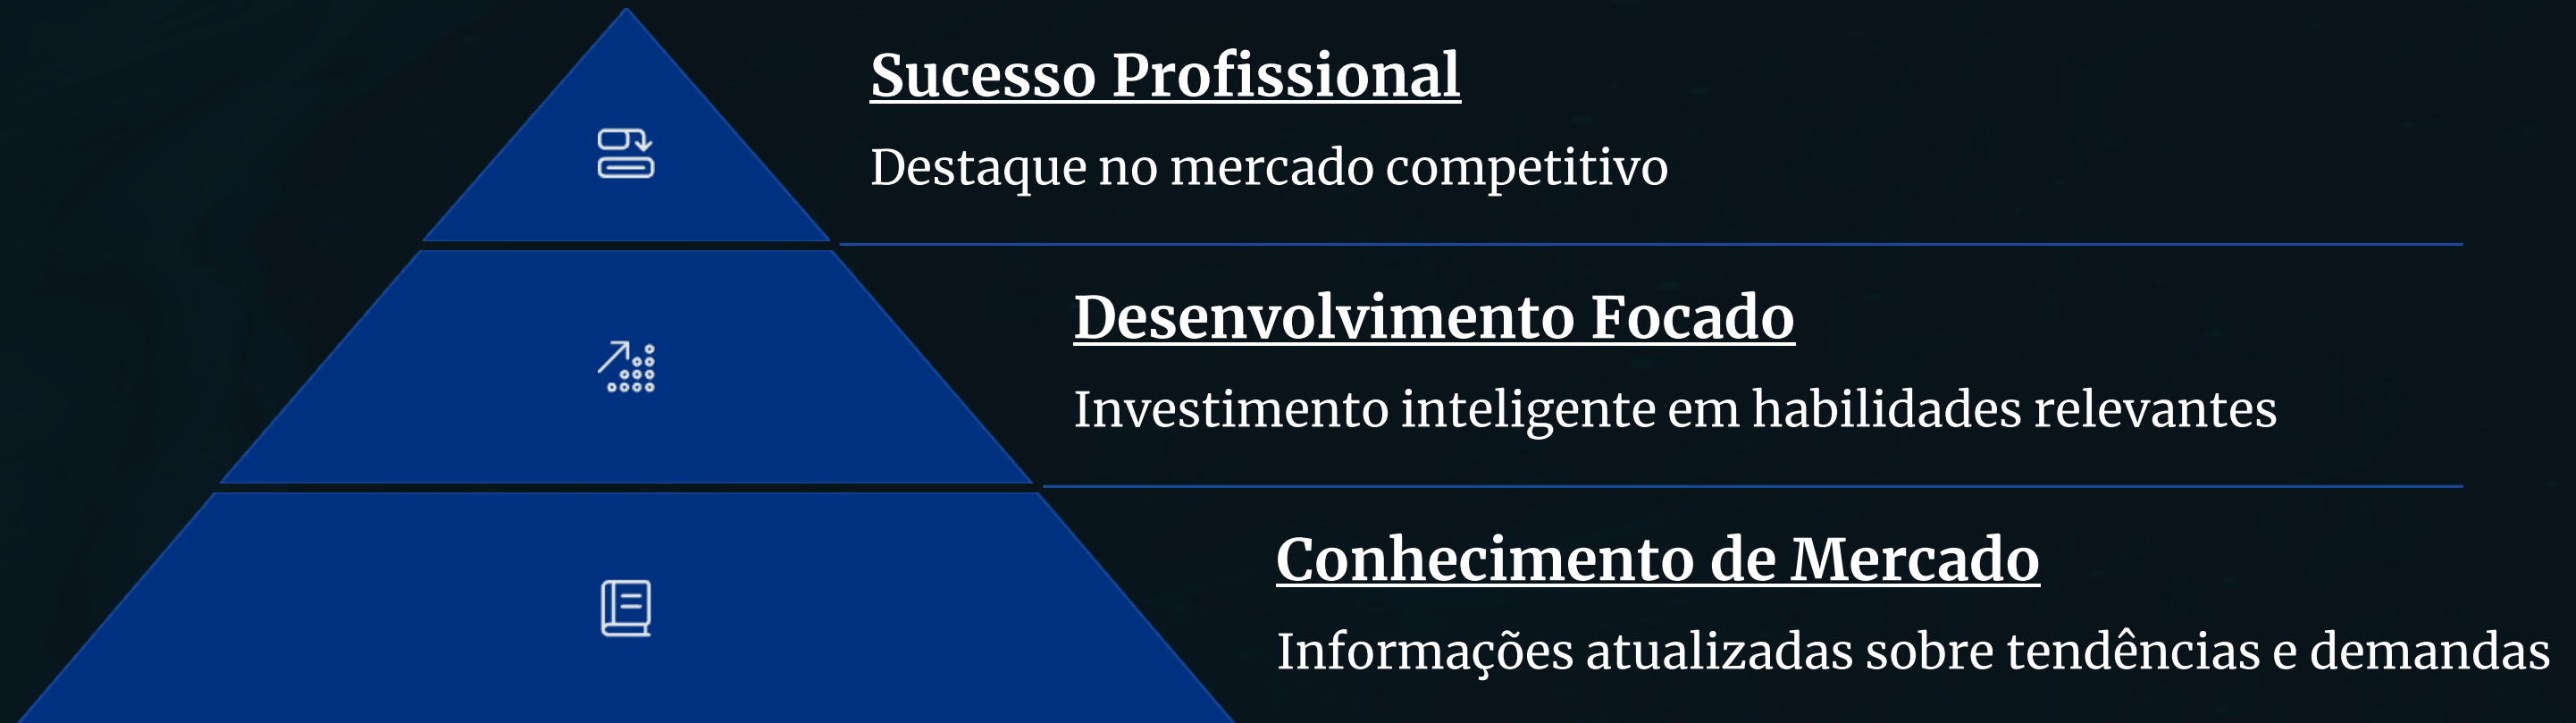 Sucesso Profissional
Destaque no mercado competitivo
Desenvolvimento Focado
Investimento inteligente em habilidades relevantes
Conhecimento de Mercado
Informações atualizadas sobre tendências e demandas